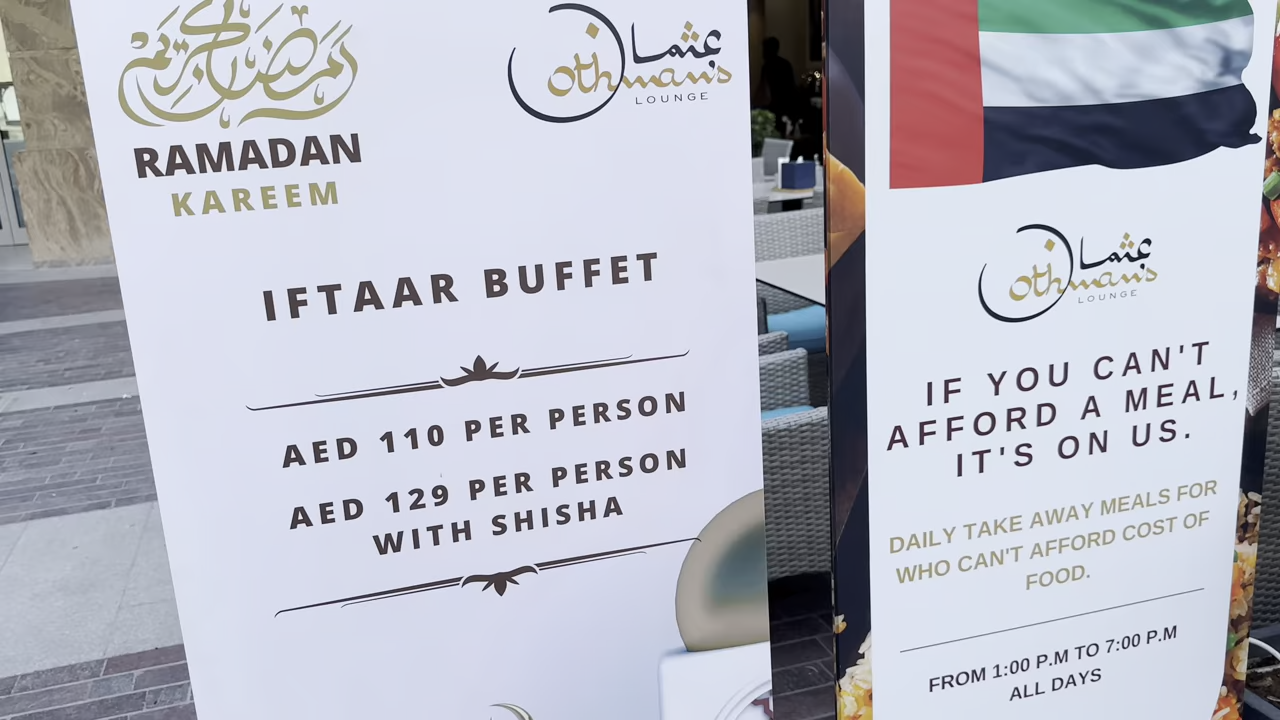 رمضان كريم
RAMADAN
KAREEM
عثمان
othman's
LOUNGE
IFTAAR BUFFET
AED 110 PER PERSON
AED 129 PER PERSON
WITH SHISHA
عثمان
othman's
LOUNGE
IF YOU CAN'T
AFFORD A MEAL,
IT'S ON US.
DAILY TAKE AWAY MEALS FOR
WHO CAN'T AFFORD COST OF
FOOD.
FROM 1:00 P.M TO 7:00 P.M
ALL DAYS